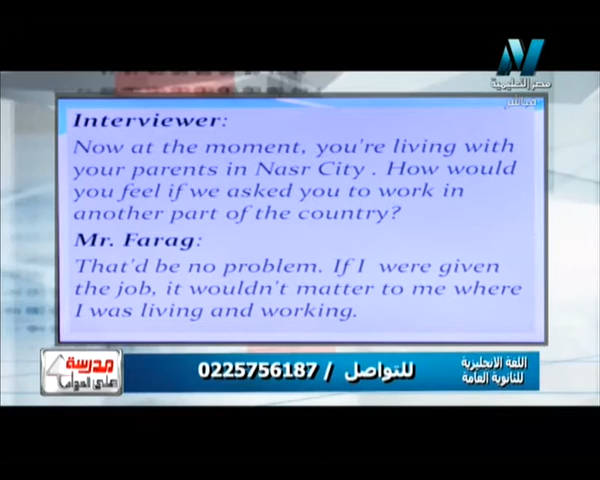 مصر التعليمية
مباشر
Interviewer:
Now at the moment, you're living with
your parents in Nasr City . How would
you feel if we asked you to work in
another part of the country?
Mr. Farag:
That'd be no problem. If I were given
the job, it wouldn't matter to me where
I was living and working.
مدرسة
على الهواء
للتواصل / 0225756187
اللغة الانجليزية
للثانوية العامة